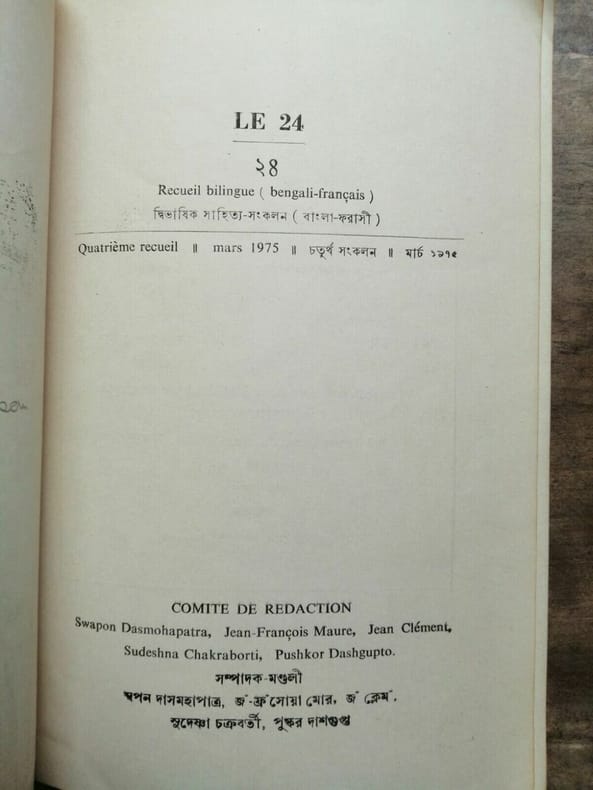 LE 24
২৪
Recueil bilingue ( bengali-français )
দ্বিভাষিক সাহিত্য-সংকলন ( বাংলা-ফরাসী )
Quatrième recueil ॥ mars 1975 ॥ চতুর্থ সংকলন ॥ মার্চ ১৯৭৫
COMITE DE REDACTION
Swapon Dasmohapatra, Jean-François Maure, Jean Clément,
Sudeshna Chakraborti, Pushkor Dashgupto.
সম্পাদক-মণ্ডলী
স্বপন দাসমহাপাত্র, জঁ-ফ্রঁসোয়া মোর, জঁ ক্লেমঁ,
সুদেষ্ণা চক্রবর্তী, পুষ্কর দাশগুপ্ত